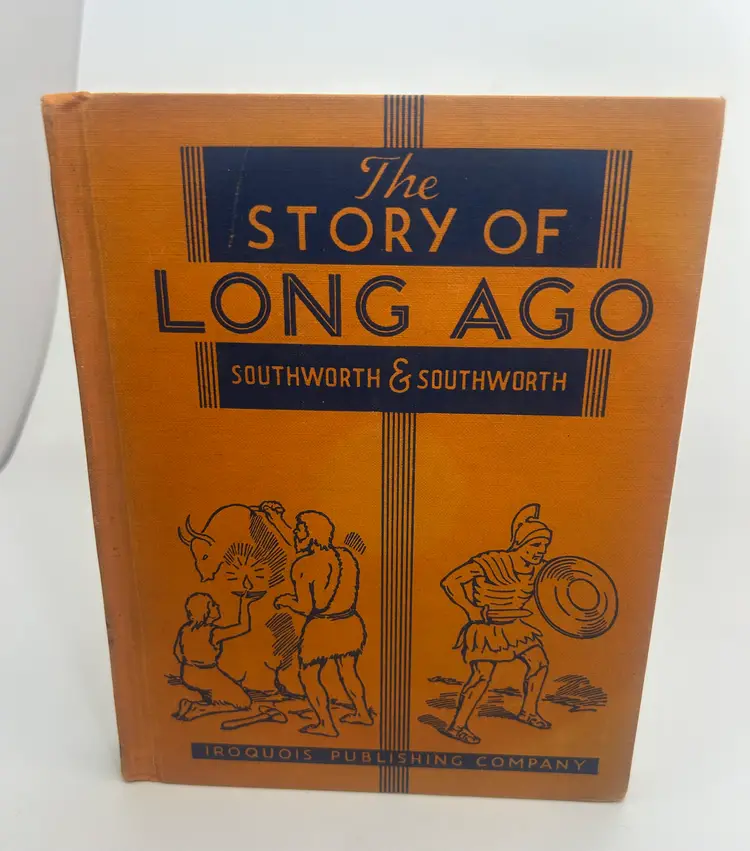 The
STORY OF
LONG AGO
SOUTHWORTH & SOUTHWORTH
IROQUOIS PUBLISHING COMPANY